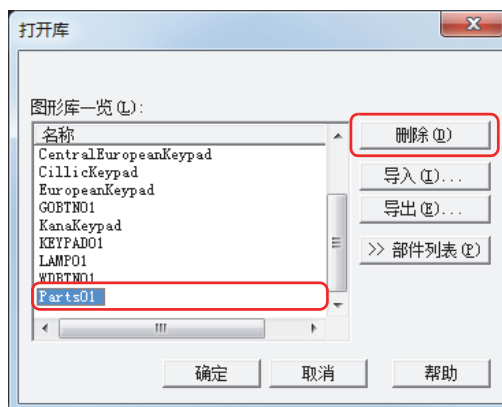 打开库
图形库一览(L):
名称
CentralEuropeanKeypad
CillicKeypad
EuropeanKeypad
GOBTN01
KanaKeypad
KEYPAD01
LAMP01
WDBTN01
Parts01
删除(D)
导入(I)...
导出(E)...
>> 部件列表(P)
确定
取消
帮助